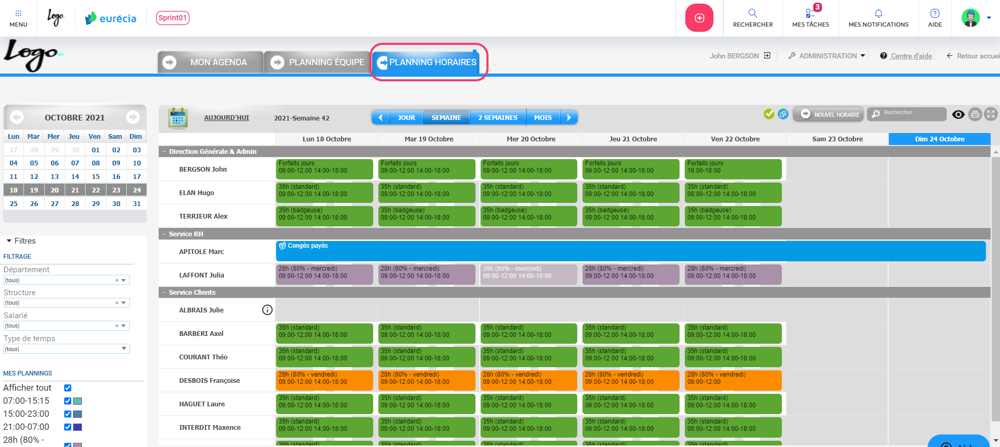 MENU
Logo
eurécia
Sprint01
RECHERCHER
3
MES TÂCHES
MES NOTIFICATIONS
AIDE
Logo
MON AGENDA
PLANNING ÉQUIPE
PLANNING HORAIRES
John BERGSON
ADMINISTRATION
Centre d'aide
Retour accuei
OCTOBRE 2021
Lun Mar Mer Jeu Ven Sam Dim
27 28 29 30 01 02 03
04 05 06 07 08 09 10
11 12 13 14 15 16 17
18 19 20 21 22 23 24
25 26 27 28 29 30 31
Filtres
FILTRAGE
Département
(tous)
Structure
(tous)
Salarié
(tous)
Type de temps
(tous)
MES PLANNINGS
Afficher tout
07:00-15:15
15:00-23:00
21:00-07:00
28h (80% -
AUJOURD'HUI
2021-Semaine 42
JOUR SEMAINE 2 SEMAINES MOIS
NOUVEL HORAIRE
Rechercher
Lun 18 Octobre Mar 19 Octobre Mer 20 Octobre Jeu 21 Octobre Ven 22 Octobre Sam 23 Octobre Dim 24 Octobre
- Direction Générale & Admin
BERGSON John
Forfaits jours Forfaits jours Forfaits jours Forfaits jours Forfaits jours
09:00-12:00 14:00-18:00 09:00-12:00 14:00-18:00 09:00-12:00 14:00-18:00 09:00-12:00 14:00-18:00 16:00-18:00
ELAN Hugo
35h (standard) 35h (standard) 35h (standard) 35h (standard) 35h (standard)
09:00-12:00 14:00-18:00 09:00-12:00 14:00-18:00 09:00-12:00 14:00-18:00 09:00-12:00 14:00-18:00 09:00-12:00 14:00-18:00
TERRIEUR Alex
35h (badgeuse) 35h (badgeuse) 35h (badgeuse) 35h (badgeuse) 35h (badgeuse)
09:00-12:00 14:00-18:00 09:00-12:00 14:00-18:00 09:00-12:00 14:00-18:00 09:00-12:00 14:00-18:00 09:00-12:00 14:00-18:00
- Service RH
APITOLE Marc
Congés payés
LAFFONT Julia
28h (80% - mercredi) 28h (80% - mercredi) 28h (80% - mercredi) 28h (80% - mercredi) 28h (80% - mercredi)
09:00-12:00 14:00-18:00 09:00-12:00 14:00-18:00 09:00-12:00 14:00-18:00 09:00-12:00 14:00-18:00 09:00-12:00 14:00-18:00
- Service Clients
ALBRAIS Julie
BARBERI Axel
35h (standard) 35h (standard) 35h (standard) 35h (standard) 35h (standard)
09:00-12:00 14:00-18:00 09:00-12:00 14:00-18:00 09:00-12:00 14:00-18:00 09:00-12:00 14:00-18:00 09:00-12:00 14:00-18:00
COURANT Théo
35h (standard) 35h (standard) 35h (standard) 35h (standard) 35h (standard)
09:00-12:00 14:00-18:00 09:00-12:00 14:00-18:00 09:00-12:00 14:00-18:00 09:00-12:00 14:00-18:00 09:00-12:00 14:00-18:00
DESBOIS Françoise
28h (80% - vendredi) 28h (80% - vendredi) 28h (80% - vendredi) 28h (80% - vendredi) 28h (80% - vendredi)
09:00-12:00 14:00-18:00 09:00-12:00 14:00-18:00 09:00-12:00 14:00-18:00 09:00-12:00 14:00-18:00 09:00-12:00
HAGUET Laure
35h (standard) 35h (standard) 35h (standard) 35h (standard) 35h (standard)
09:00-12:00 14:00-18:00 09:00-12:00 14:00-18:00 09:00-12:00 14:00-18:00 09:00-12:00 14:00-18:00 09:00-12:00 14:00-18:00
INTERDIT Maxence
35h (standard) 35h (standard) 35h (standard) 35h (standard) 35h (standard)
09:00-12:00 14:00-18:00 09:00-12:00 14:00-18:00 09:00-12:00 14:00-18:00 09:00-12:00 14:00-18:00 09:00-12:00 14:00-18:00
35h (standard) 35h (standard) 35h (standard) 35h (standard) 35h (standard)